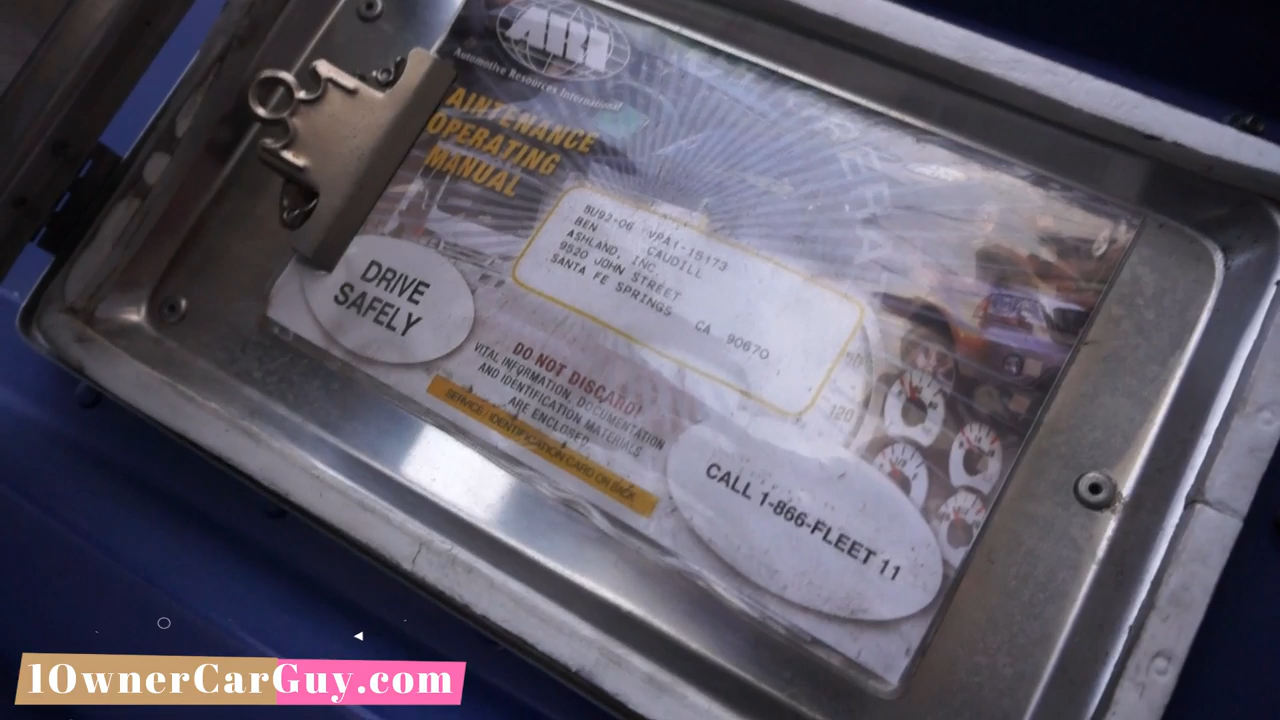 ARI
Automotive Resources International
AINTENANCE
OPERATING
MANUAL
5U92-06 VPA1-15173
BEN CAUDILL
ASHLAND, INC.
9520 JOHN STREET
SANTA FE SPRINGS CA 90670
DRIVE
SAFELY
DO NOT DISCARD!
VITAL INFORMATION, DOCUMENTATION
AND IDENTIFICATION MATERIALS
ARE ENCLOSED
SERVICE / IDENTIFICATION CARD ON BACK
120
CALL 1-866-FLEET 11
1OwnerCarGuy.com